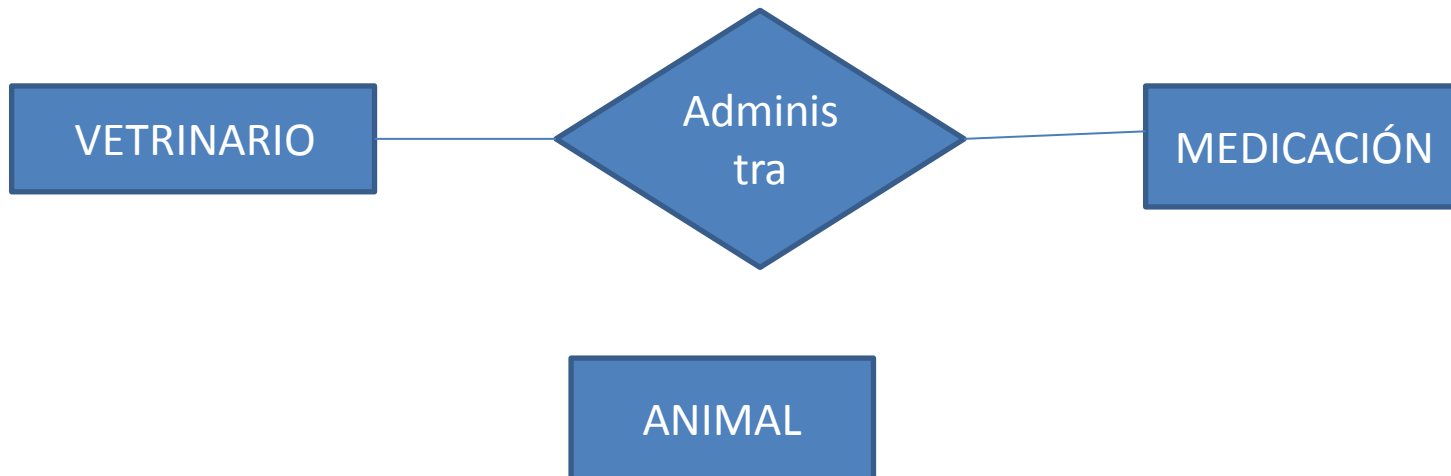 VETRINARIO
Adminis
tra
MEDICACIÓN
ANIMAL